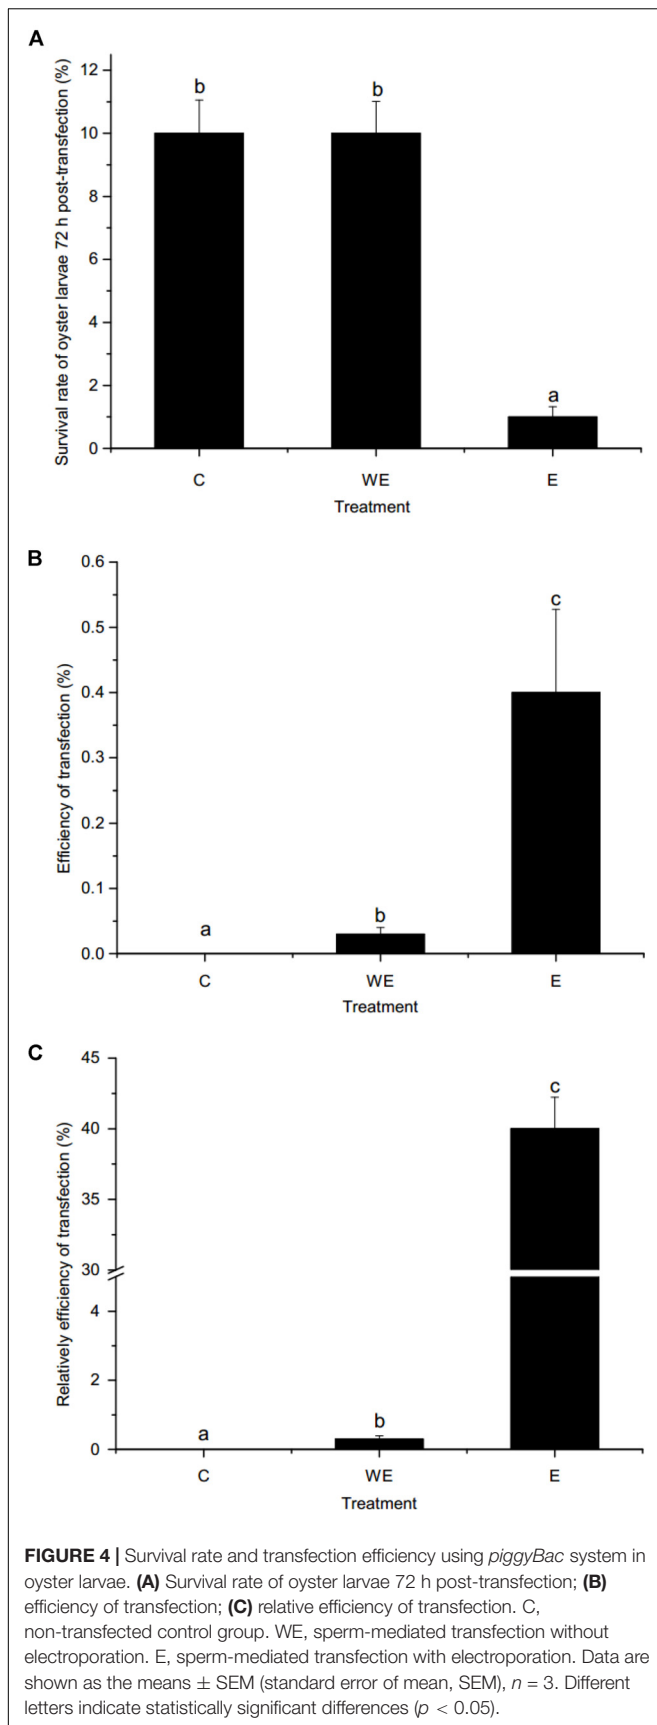 A
Survival rate of oyster larvae 72 h post-transfection (%)
12
10
8
6
4
2
0
b
b
a
C WE E
Treatment
B
Efficiency of transfection (%)
0.6
0.5
0.4
0.3
0.2
0.1
0.0
a
b
c
C WE E
Treatment
C
Relatively efficiency of transfection (%)
45
40
35
30
4
2
0
a
b
c
C WE E
Treatment
FIGURE 4 | Survival rate and transfection efficiency using piggyBac system in
oyster larvae. (A) Survival rate of oyster larvae 72 h post-transfection; (B)
efficiency of transfection; (C) relative efficiency of transfection. C,
non-transfected control group. WE, sperm-mediated transfection without
electroporation. E, sperm-mediated transfection with electroporation. Data are
shown as the means ± SEM (standard error of mean, SEM), n = 3. Different
letters indicate statistically significant differences (p < 0.05).